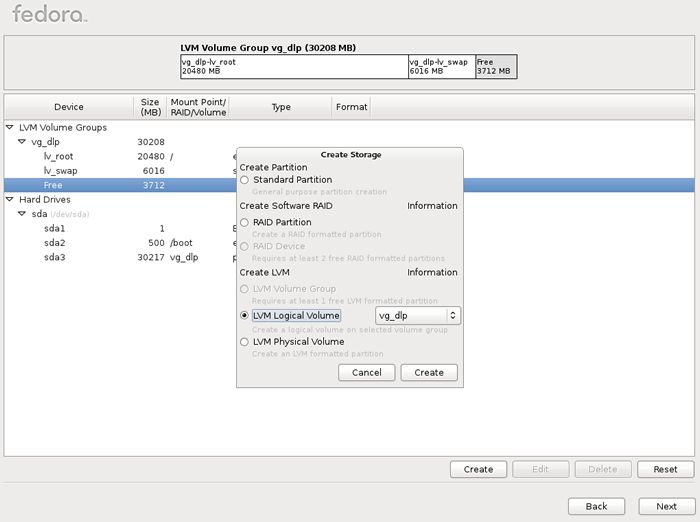 fedora
LVM Volume Group vg_dlp (30208 MB)
vg_dlp-lv_root vg_dlp-lv_swap Free
20480 MB 6016 MB 3712 MB
Device Size (MB) Mount Point/ RAID/Volume Type Format
LVM Volume Groups
vg_dlp 30208
lv_root 20480 /
lv_swap 6016
Free 3712
Hard Drives
sda (/dev/sda)
sda1 1
sda2 500 /boot
sda3 30217 vg_dlp
Create Storage
Create Partition
Standard Partition
General purpose partition creation
Create Software RAID Information
RAID Partition
Create a RAID formatted partition
RAID Device
Requires at least 2 free RAID formatted partitions
Create LVM Information
LVM Volume Group
Requires at least 1 free LVM formatted partition
LVM Logical Volume vg_dlp
Create a logical volume on selected volume group
LVM Physical Volume
Create an LVM formatted partition
Cancel Create
Create Edit Delete Reset
Back Next